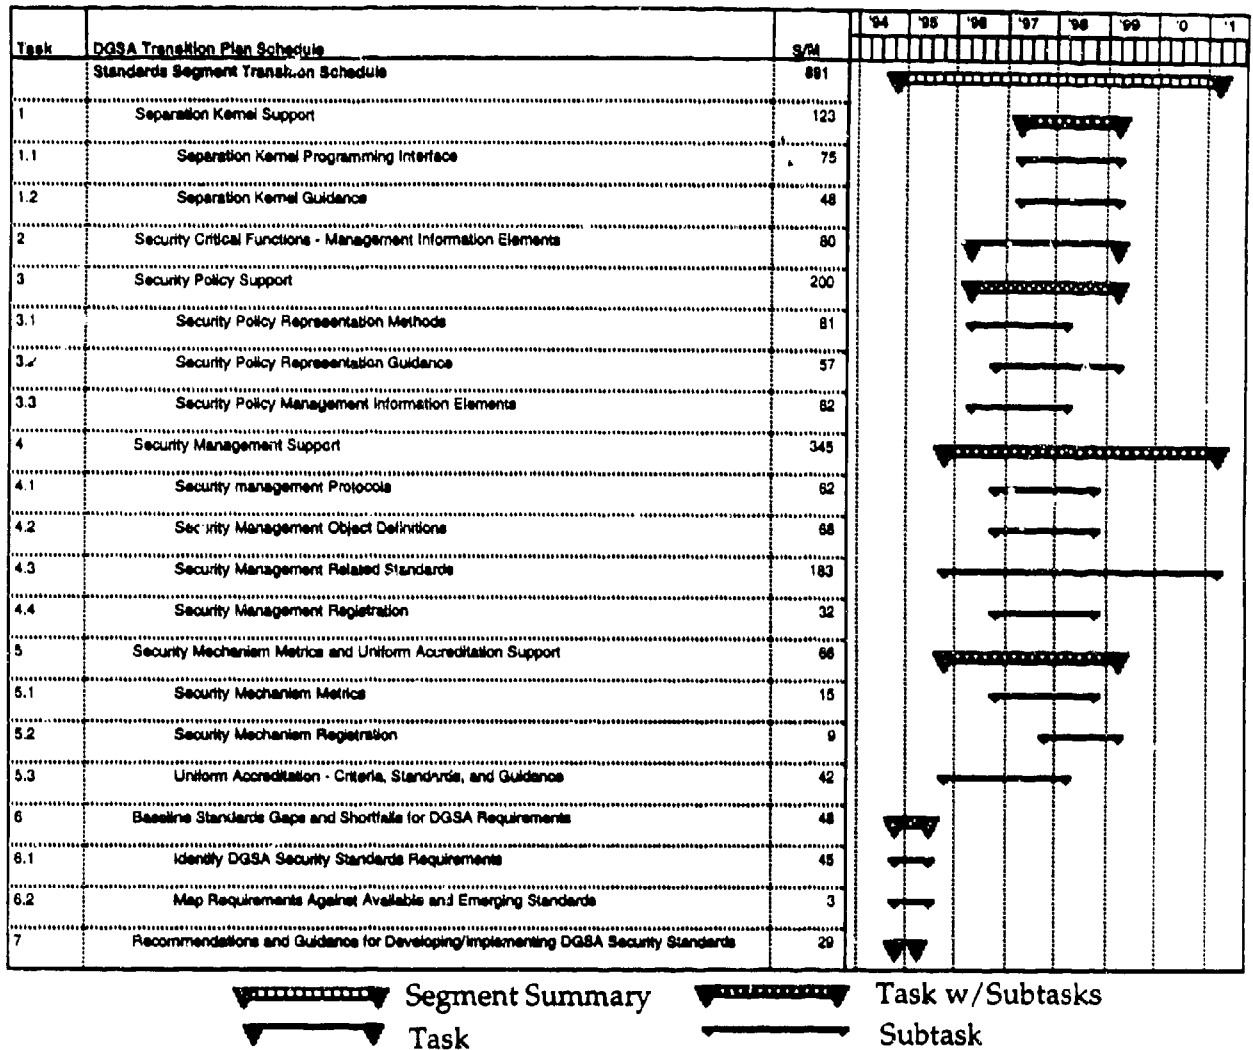 '94 '95 '96 '97 '98 '99 '0 '1
Task DGSA Transition Plan Schedule S/M
Standards Segment Transition Schedule 891
1 Separation Kernel Support 123
1.1 Separation Kernel Programming Interface 75
1.2 Separation Kernel Guidance 48
2 Security Critical Functions - Management Information Elements 80
3 Security Policy Support 200
3.1 Security Policy Representation Methods 81
Security Policy Representation Guidance 57
3.3 Security Policy Management Information Elements 62
4 Security Management Support 345
4.1 Security management Protocols 62
4.2 Security Management Object Definitions 68
4.3 Security Management Related Standards 183
4.4 Security Management Registration 32
5 Security Mechanism Metrics and Uniform Accreditation Support 66
5.1 Security Mechanism Metrics 15
5.2 Security Mechanism Registration 9
5.3 Uniform Accreditation - Criteria, Standards, and Guidance 42
6 Baseline Standards Gaps and Shortfalls for DGSA Requirements 48
6.1 Identify DGSA Security Standards Requirements 45
6.2 Map Requirements Against Available and Emerging Standards 3
7 Recommendations and Guidance for Developing/Implementing DGSA Security Standards 29
Segment Summary Task w/Subtasks
Task Subtask